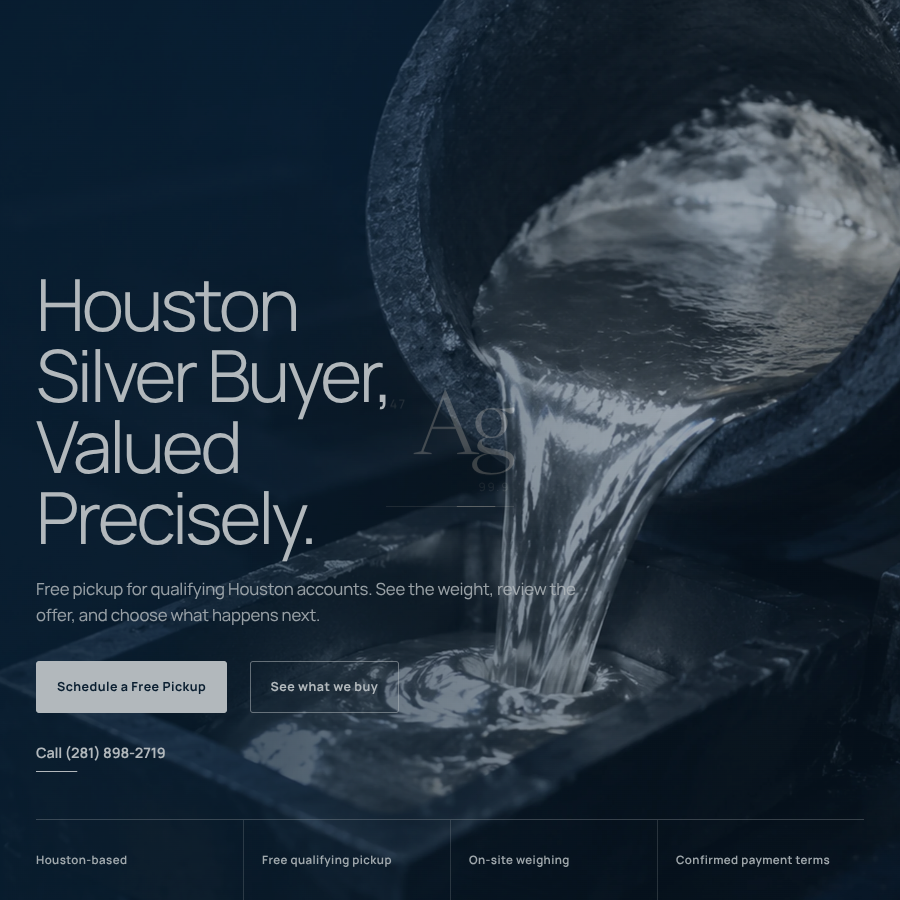 Houston
Silver Buyer,
47
Valued
Ag
Precisely.
99
Free pickup for qualifying Houston accounts. See the weight, review the
offer, and choose what happens next.
Schedule a Free Pickup
See what we buy
Call (281) 898-2719
Houston-based
Free qualifying pickup
On-site weighing
Confirmed payment terms